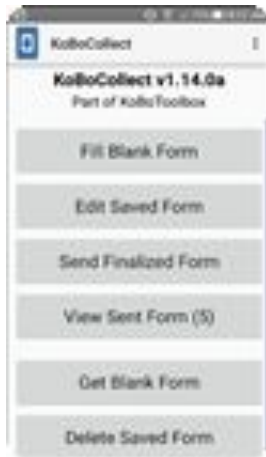 KoBoCollect
KoBoCollect v1.14.0a
Part of KoBoToolbox
Fill Blank Form
Edit Saved Form
Send Finalized Form
View Sent Form (5)
Get Blank Form
Delete Saved Form